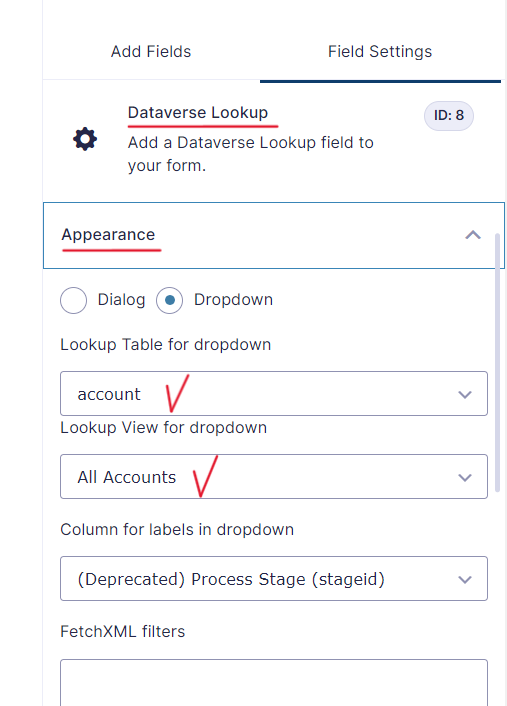 Add Fields Field Settings
Dataverse Lookup ID: 8
Add a Dataverse Lookup field to
your form.
Appearance
Dialog Dropdown
Lookup Table for dropdown
account
Lookup View for dropdown
All Accounts
Column for labels in dropdown
(Deprecated) Process Stage (stageid)
FetchXML filters